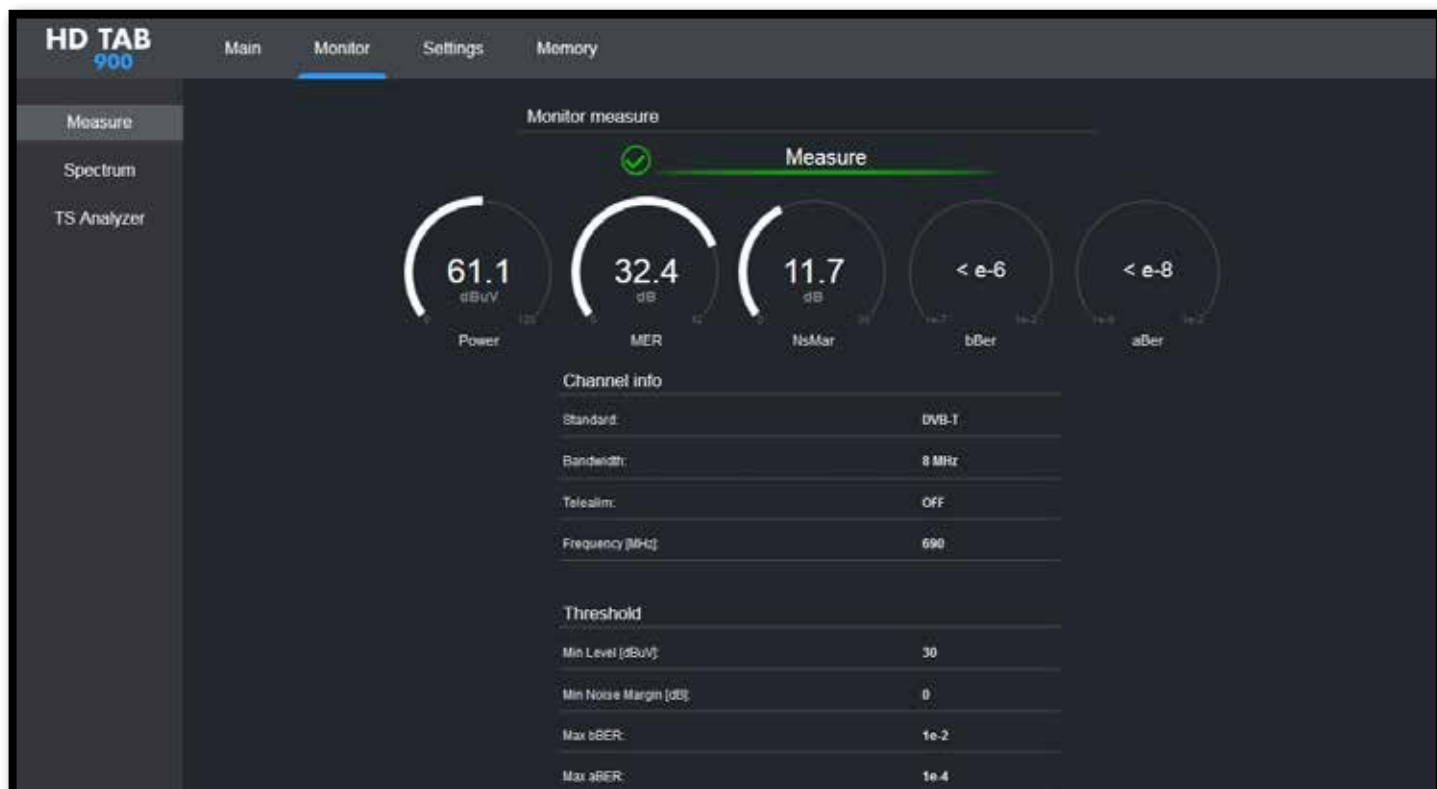 HD TAB
900
Main Monitor Settings Memory
Measure
Spectrum
TS Analyzer
Monitor measure
Measure
61.1
dBuV
0 120
Power
32.4
dB
MER
11.7
dB
NsMar
< e-6
bBer
< e-8
aBer
Channel info
Standard: DVB-T
Bandwidth: 8 MHz
Telealim: OFF
Frequency [MHz]: 690
Threshold
Min Level [dBuV]: 30
Min Noise Margin [dB]: 0
Max bBER: 1e-2
Max aBER: 1e-4